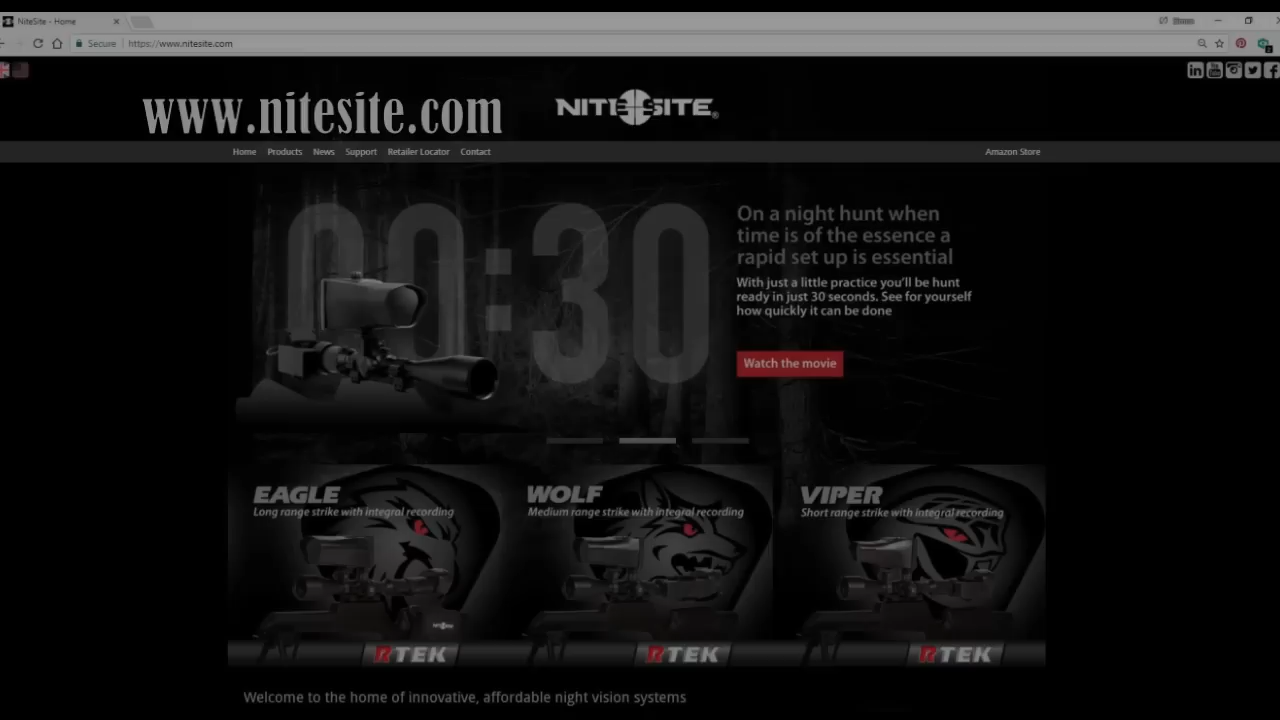 NiteSite - Home
Secure
https://www.nitesite.com
www.nitesite.com
NITESITE®
Home Products News Support Retailer Locator Contact Amazon Store
00:30
On a night hunt when
time is of the essence a
rapid set up is essential
With just a little practice you'll be hunt
ready in just 30 seconds. See for yourself
how quickly it can be done
Watch the movie
EAGLE
Long range strike with integral recording
RTEK
WOLF
Medium range strike with integral recording
RTEK
VIPER
Short range strike with integral recording
RTEK
Welcome to the home of innovative, affordable night vision systems